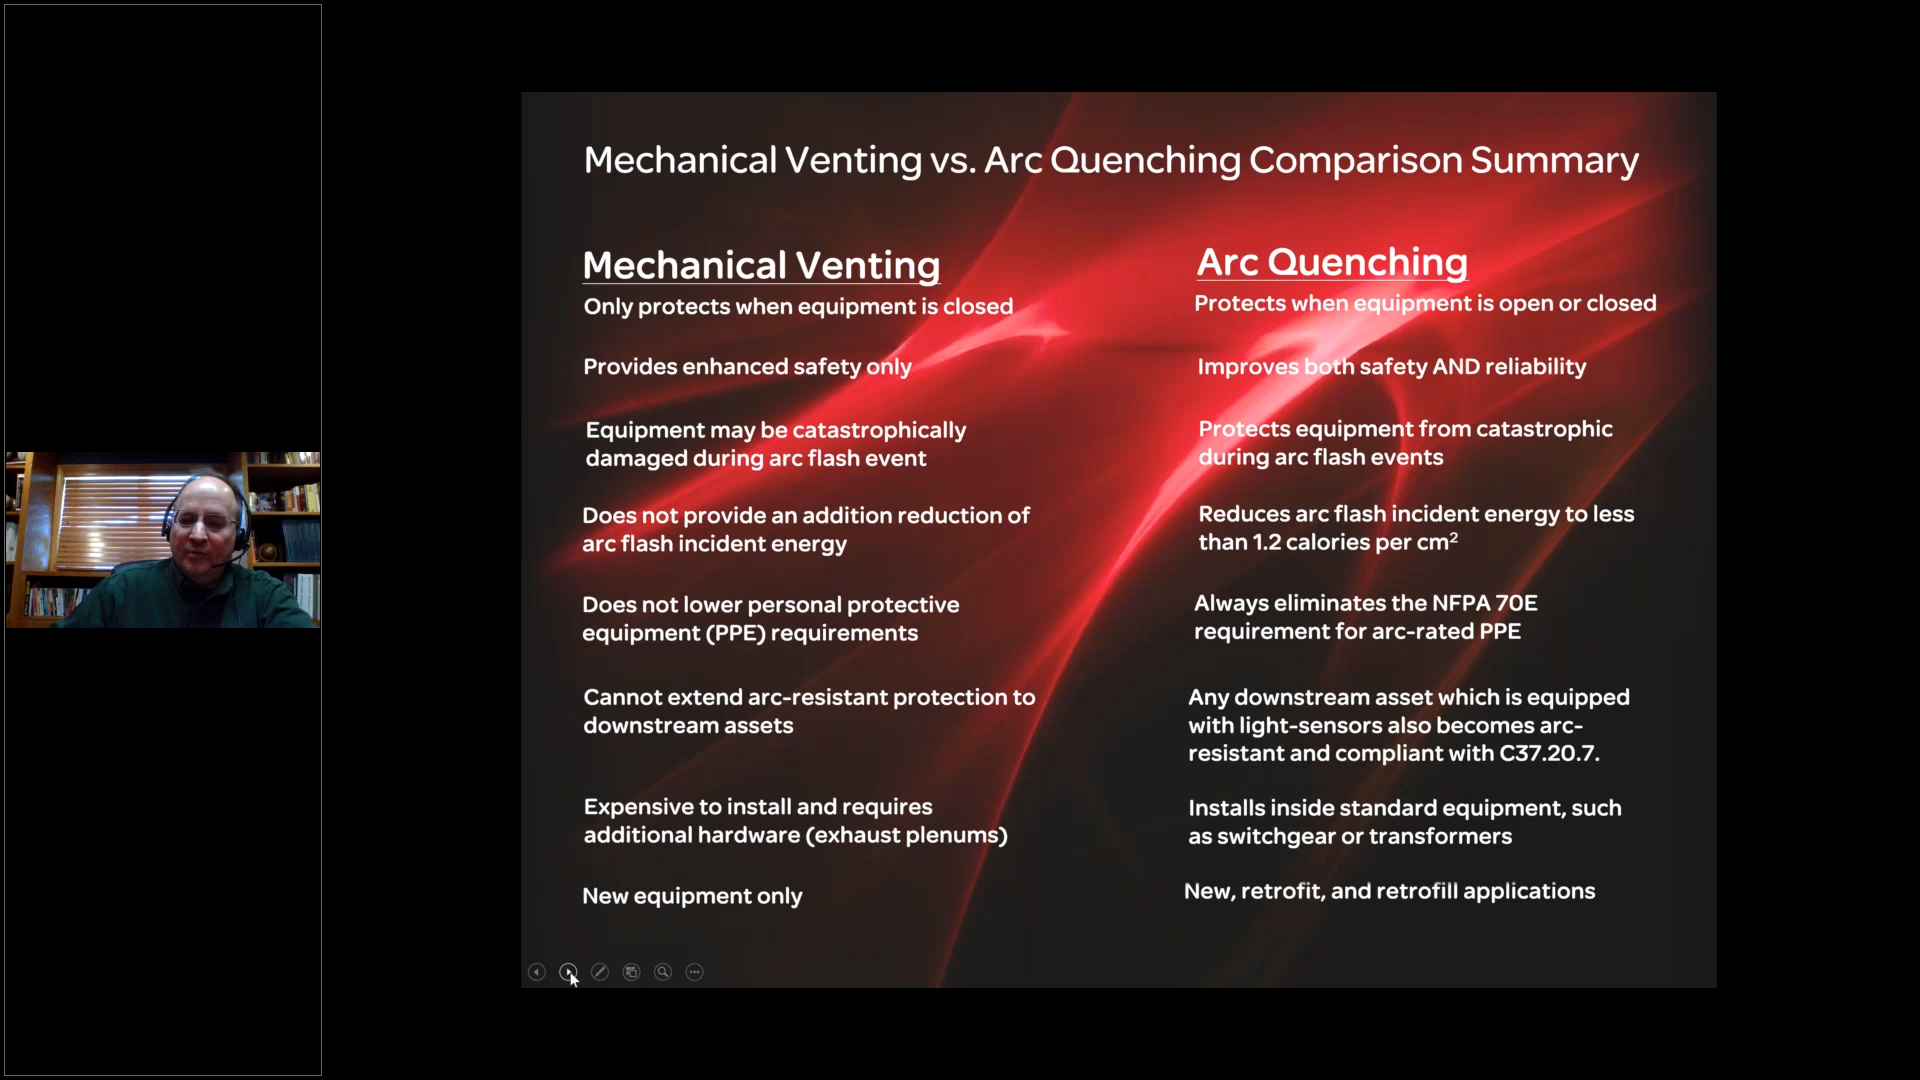 Mechanical Venting vs. Arc Quenching Comparison Summary
Mechanical Venting
Only protects when equipment is closed
Provides enhanced safety only
Equipment may be catastrophically
damaged during arc flash event
Does not provide an addition reduction of
arc flash incident energy
Does not lower personal protective
equipment (PPE) requirements
Cannot extend arc-resistant protection to
downstream assets
Expensive to install and requires
additional hardware (exhaust plenums)
New equipment only
Arc Quenching
Protects when equipment is open or closed
Improves both safety AND reliability
Protects equipment from catastrophic
during arc flash events
Reduces arc flash incident energy to less
than 1.2 calories per cm²
Always eliminates the NFPA 70E
requirement for arc-rated PPE
Any downstream asset which is equipped
with light-sensors also becomes arc-
resistant and compliant with C37.20.7.
Installs inside standard equipment, such
as switchgear or transformers
New, retrofit, and retrofill applications